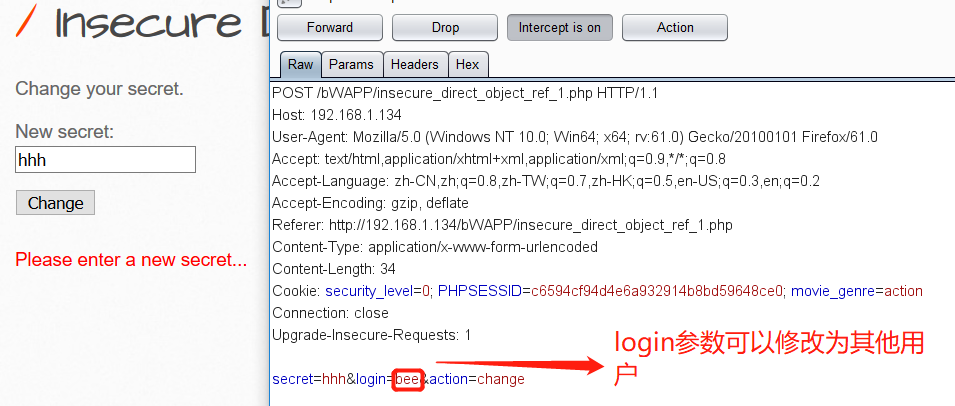 / Insecure D
Change your secret.
New secret:
hhh
Change
Please enter a new secret...
Forward Drop Intercept is on Action
Raw Params Headers Hex
POST /bWAPP/insecure_direct_object_ref_1.php HTTP/1.1
Host: 192.168.1.134
User-Agent: Mozilla/5.0 (Windows NT 10.0; Win64; x64; rv:61.0) Gecko/20100101 Firefox/61.0
Accept: text/html,application/xhtml+xml,application/xml;q=0.9,*/*;q=0.8
Accept-Language: zh-CN,zh;q=0.8,zh-TW;q=0.7,zh-HK;q=0.5,en-US;q=0.3,en;q=0.2
Accept-Encoding: gzip, deflate
Referer: http://192.168.1.134/bWAPP/insecure_direct_object_ref_1.php
Content-Type: application/x-www-form-urlencoded
Content-Length: 34
Cookie: security_level=0; PHPSESSID=c6594cf94d4e6a932914b8bd59648ce0; movie_genre=action
Connection: close
Upgrade-Insecure-Requests: 1
secret=hhh&login=bee&action=change
login参数可以修改为其他用
户